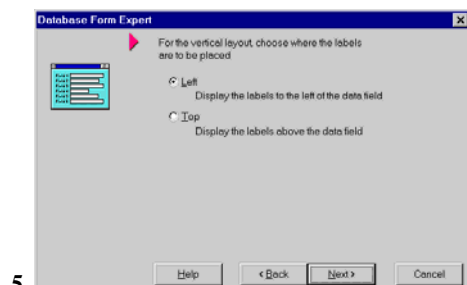 Database Form Expert
For the vertical layout, choose where the labels
are to be placed
Left
Display the labels to the left of the data field
Top
Display the labels above the data field
5
Help
< Back
Next >
Cancel